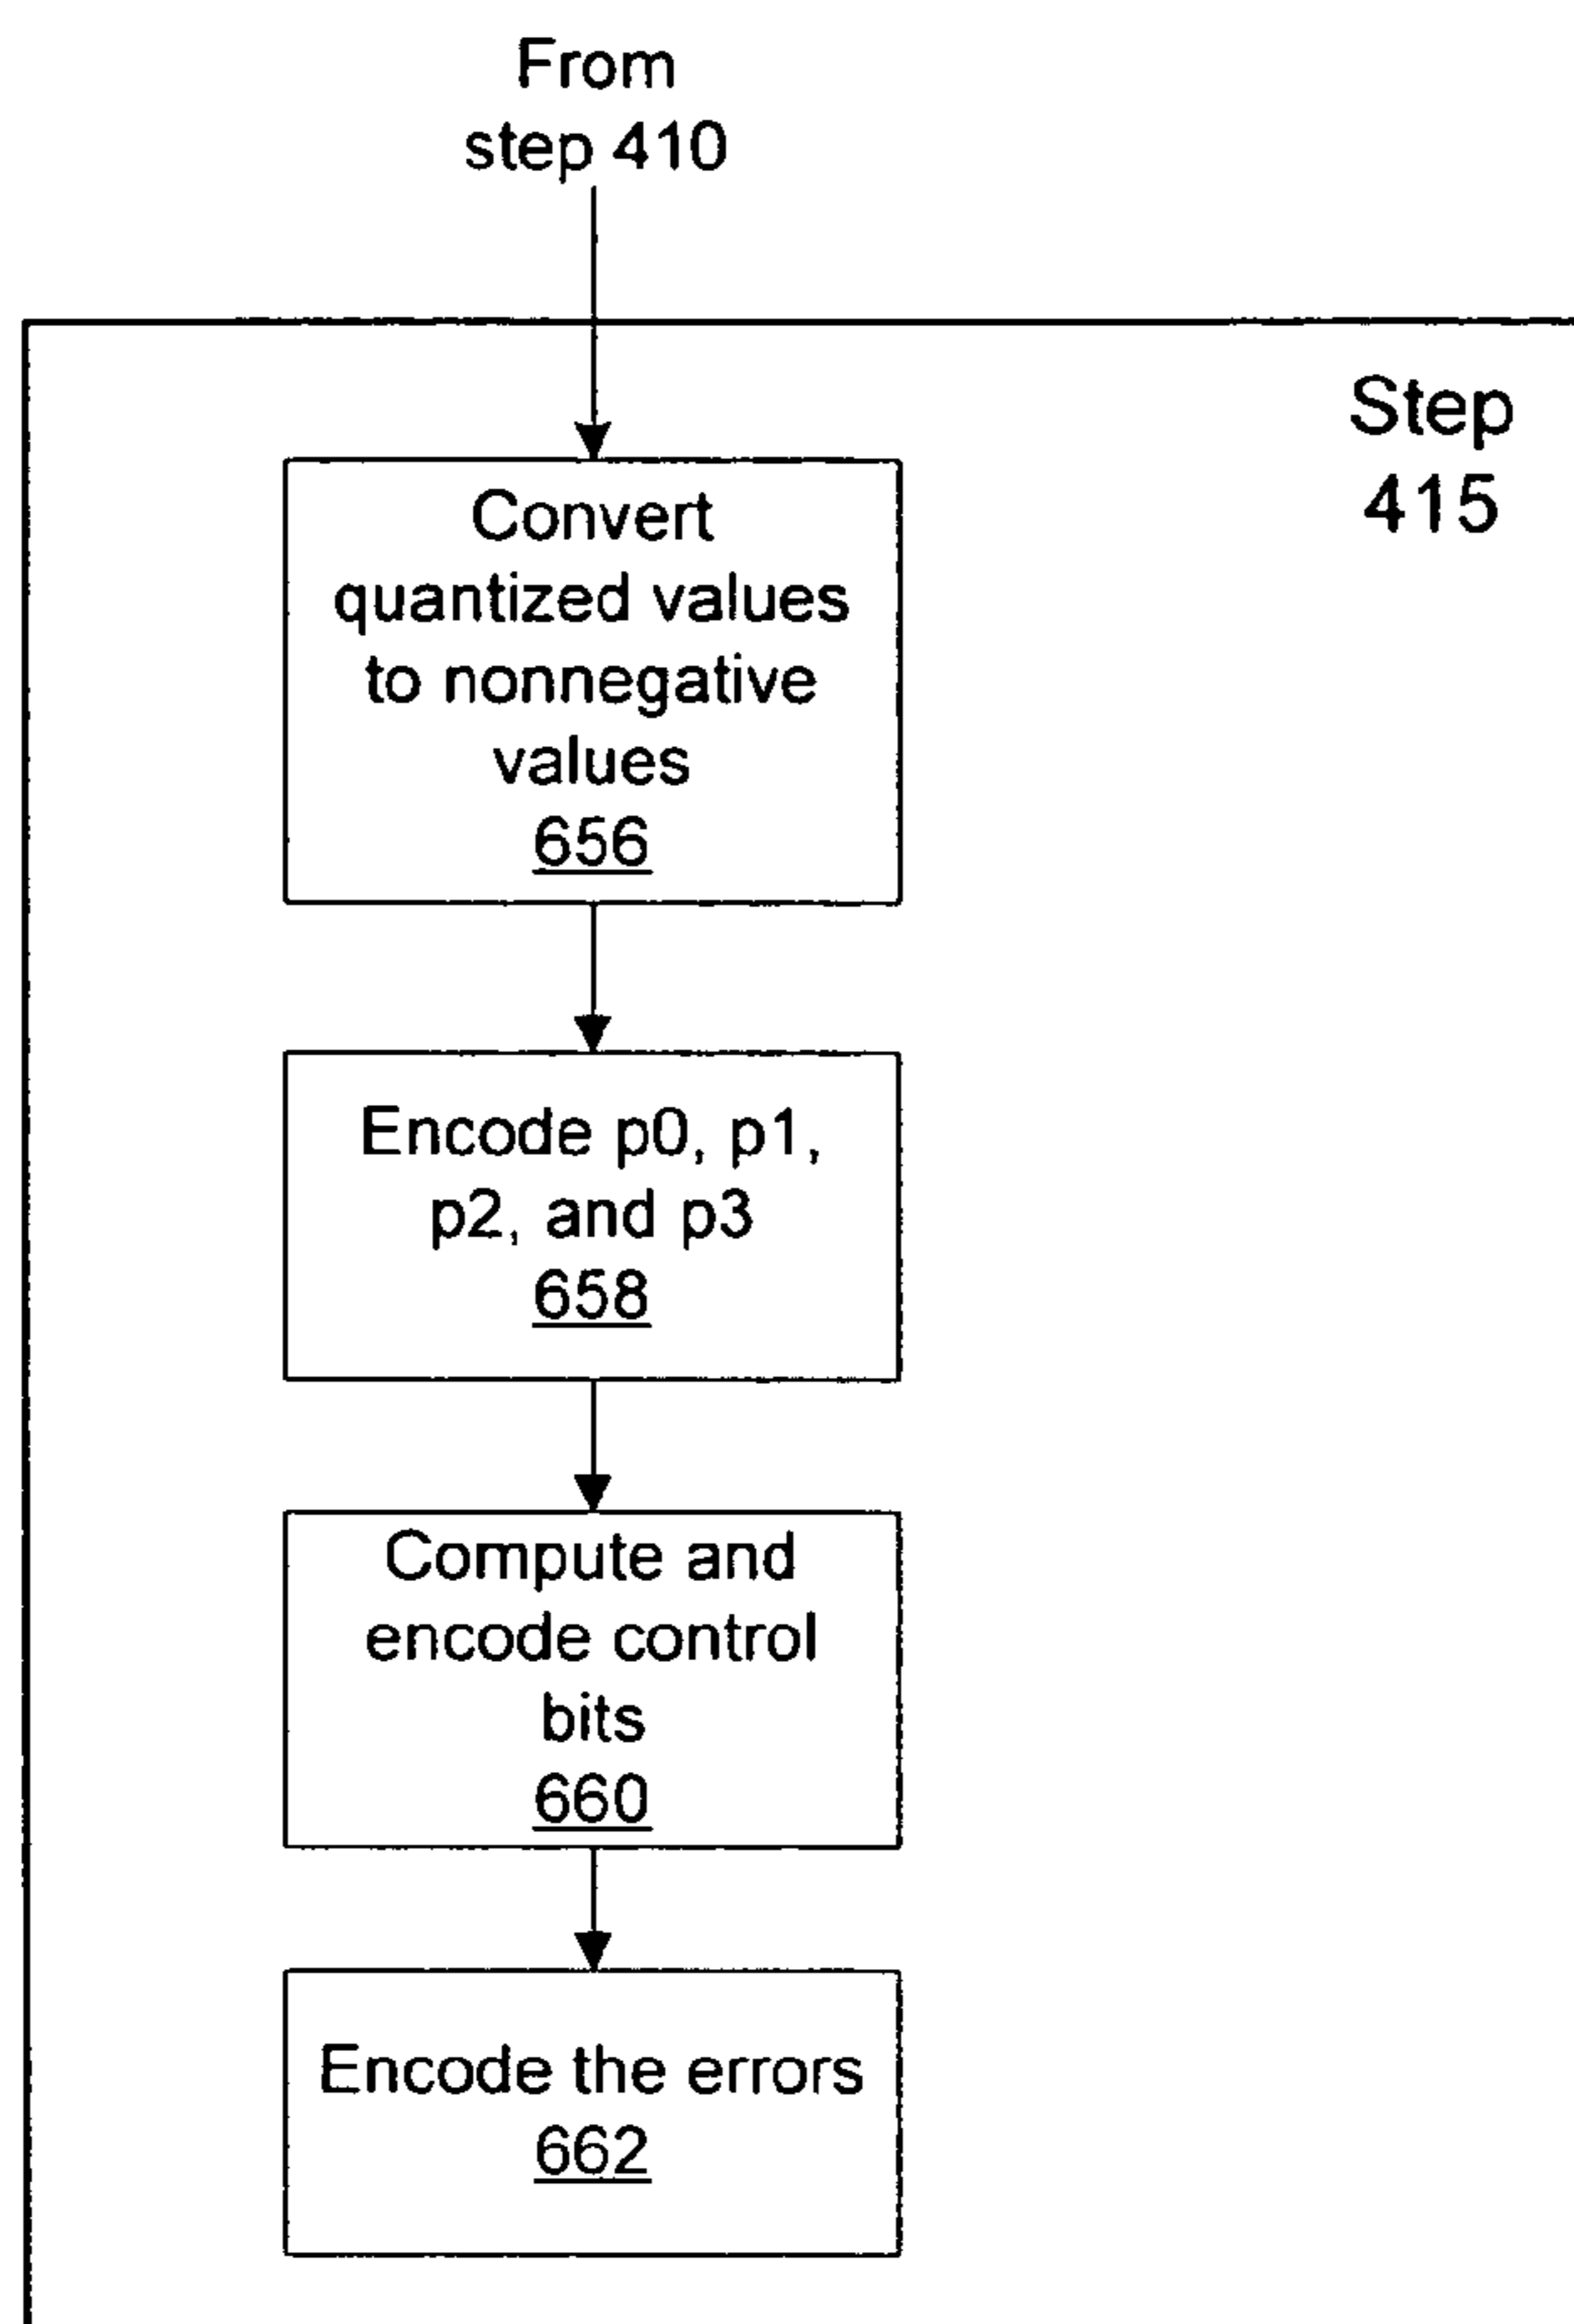 From
step 410
Step
415
Convert
quantized values
to nonnegative
values
656
Encode p0, p1,
p2, and p3
658
Compute and
encode control
bits
660
Encode the errors
662